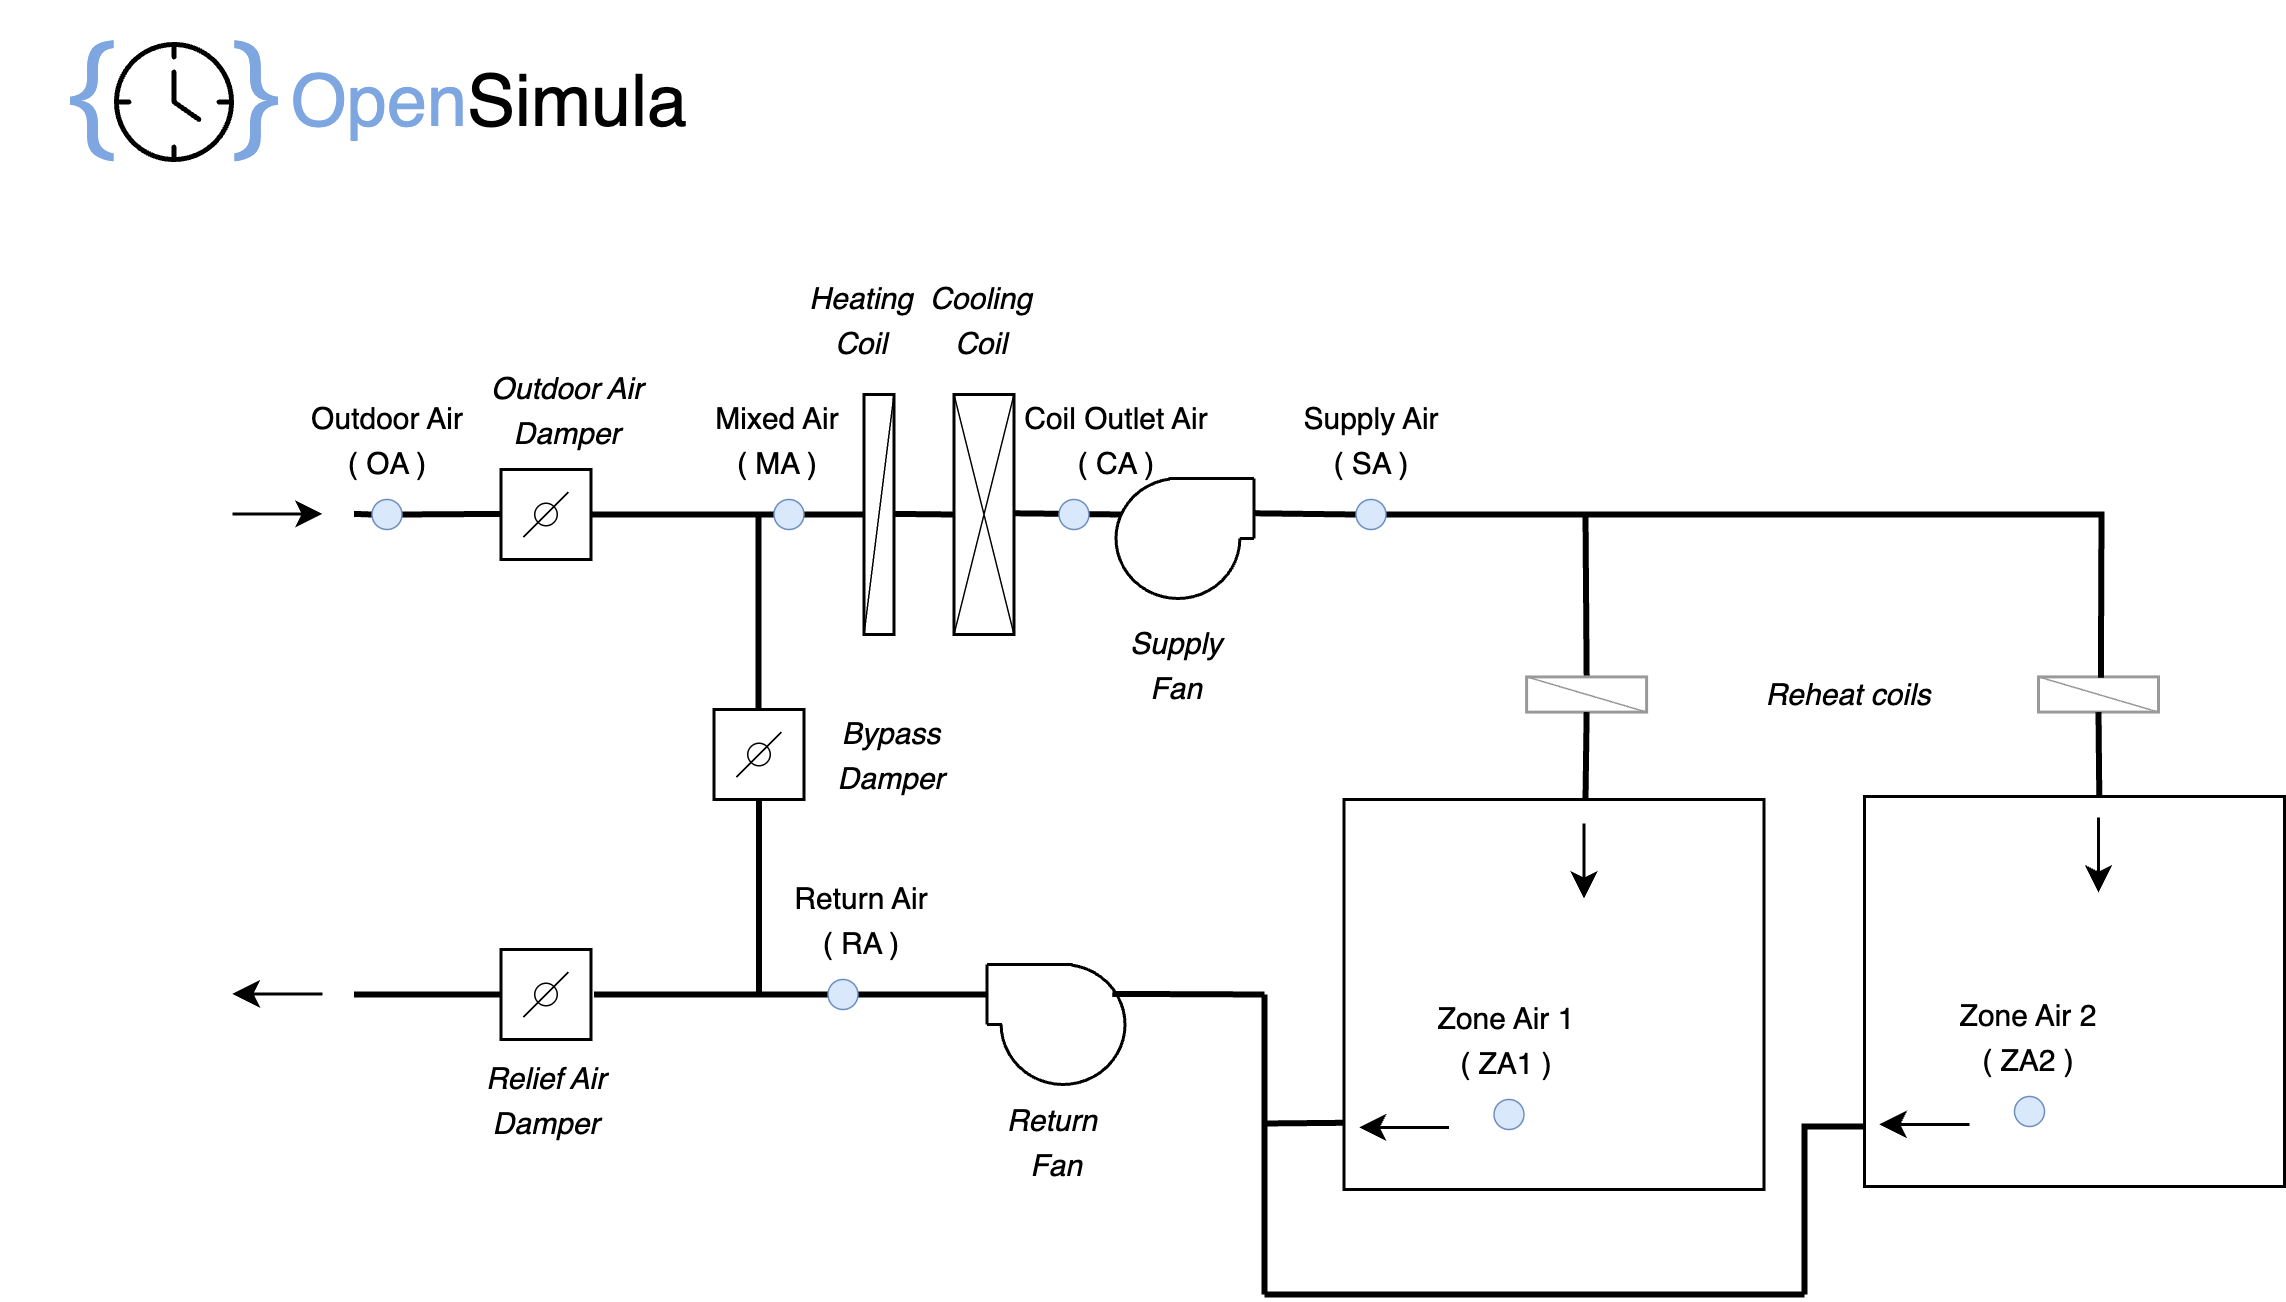 { } OpenSimula
Heating
Coil
Cooling
Coil
Outdoor Air
( OA )
Outdoor Air
Damper
Mixed Air
( MA )
Coil Outlet Air
( CA )
Supply Air
( SA )
Supply
Fan
Reheat coils
Bypass
Damper
Return Air
( RA )
Relief Air
Damper
Return
Fan
Zone Air 1
( ZA1 )
Zone Air 2
( ZA2 )